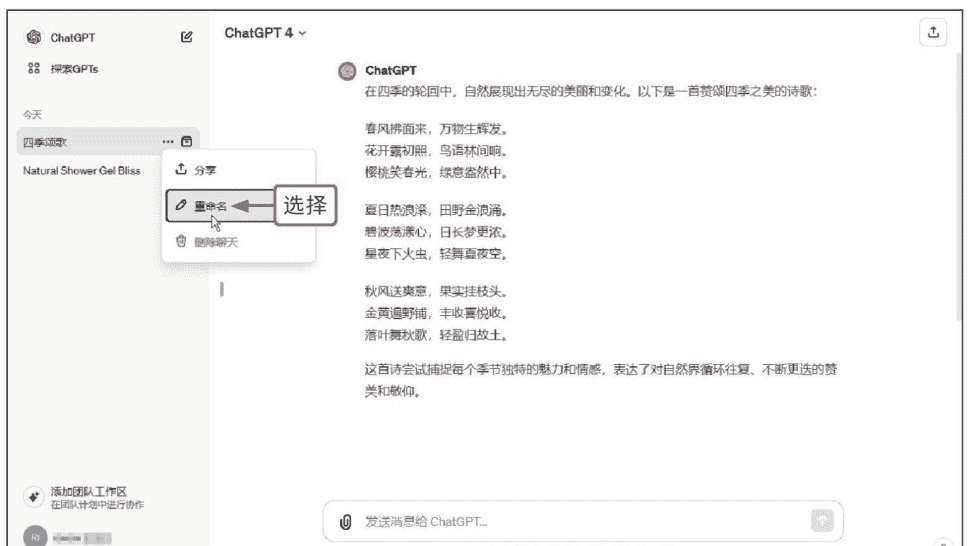 ChatGPT
探索GPTs
今天
四季颂歌
Natural Shower Gel Bliss
分享
重命名
选择
删除聊天
添加团队工作区
在团队计划中进行协作
RI
ChatGPT 4
ChatGPT
在四季的轮回中，自然展现出无尽的美丽和变化。以下是一首赞颂四季之美的诗歌：
春风拂面来，万物生辉发。
花开露初照，鸟语林间响。
樱桃笑春光，绿意盎然中。
夏日热浪滚，田野金浪涌。
碧波荡漾心，日长梦更浓。
星夜下火虫，轻舞夏夜空。
秋风送爽意，果实挂枝头。
金黄遍野铺，丰收喜悦收。
落叶舞秋歌，轻盈归故土。
这首诗尝试捕捉每个季节独特的魅力和情感，表达了对自然界循环往复、不断更迭的赞
美和敬仰。
发送消息给 ChatGPT...